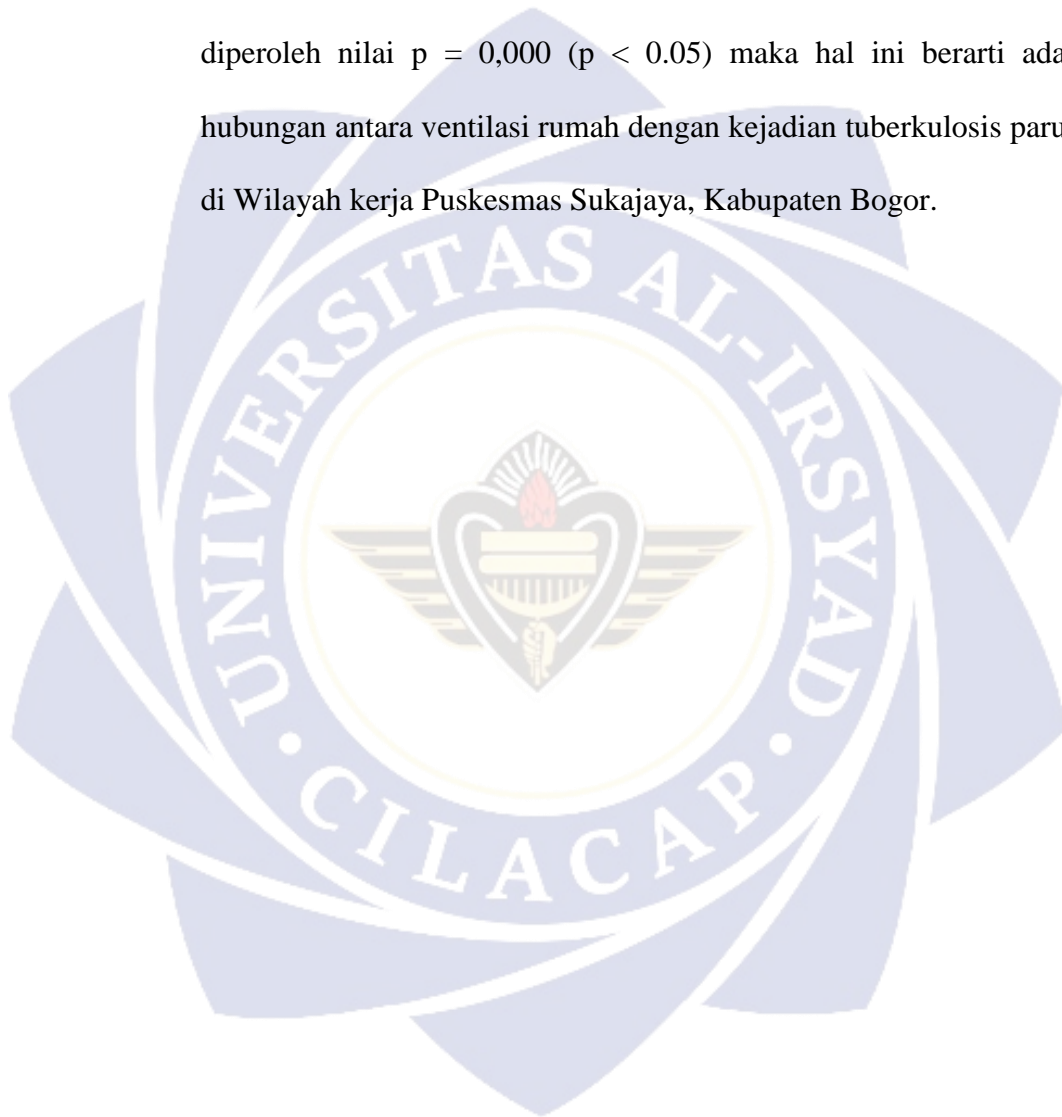 diperoleh nilai p = 0,000 (p < 0.05) maka hal ini berarti ada
hubungan antara ventilasi rumah dengan kejadian tuberkulosis paru
di Wilayah kerja Puskesmas Sukajaya, Kabupaten Bogor.
UNIVERSITAS AL-IRSYAD
• CILACAP •